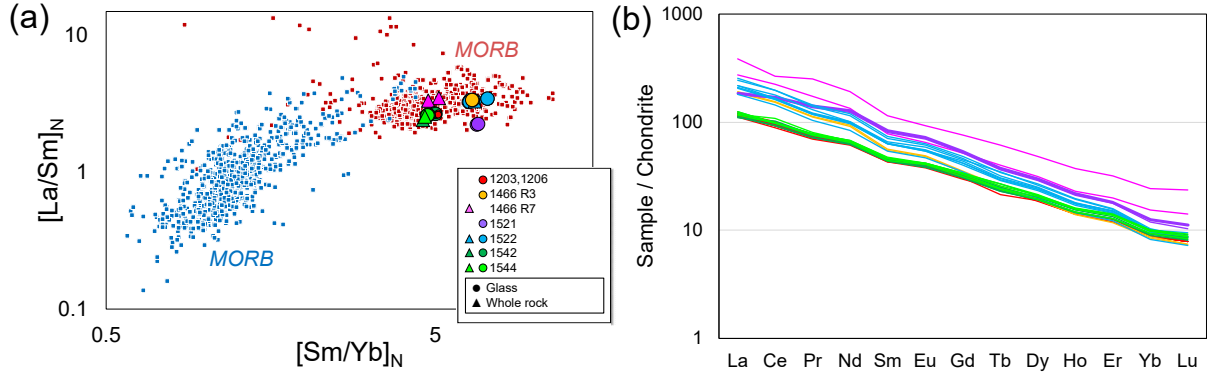 (a)
10
1
0.1
[La/Sm]N
MORB
MORB
1203,1206
1466 R3
1466 R7
1521
1522
1542
1544
Glass
Whole rock
0.5
5
[Sm/Yb]N
(b)
1000
100
10
1
Sample / Chondrite
La Ce Pr Nd Sm Eu Gd Tb Dy Ho Er Yb Lu